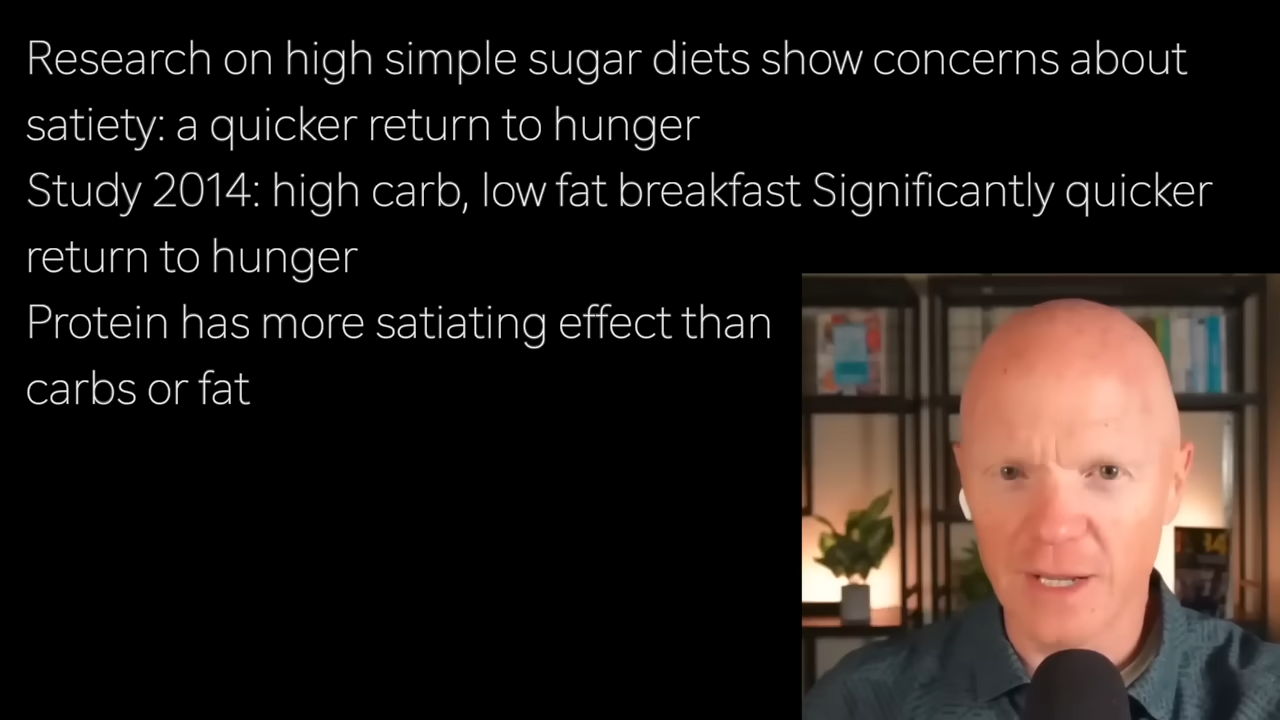 Research on high simple sugar diets show concerns about
satiety: a quicker return to hunger
Study 2014: high carb, low fat breakfast Significantly quicker
return to hunger
Protein has more satiating effect than
carbs or fat